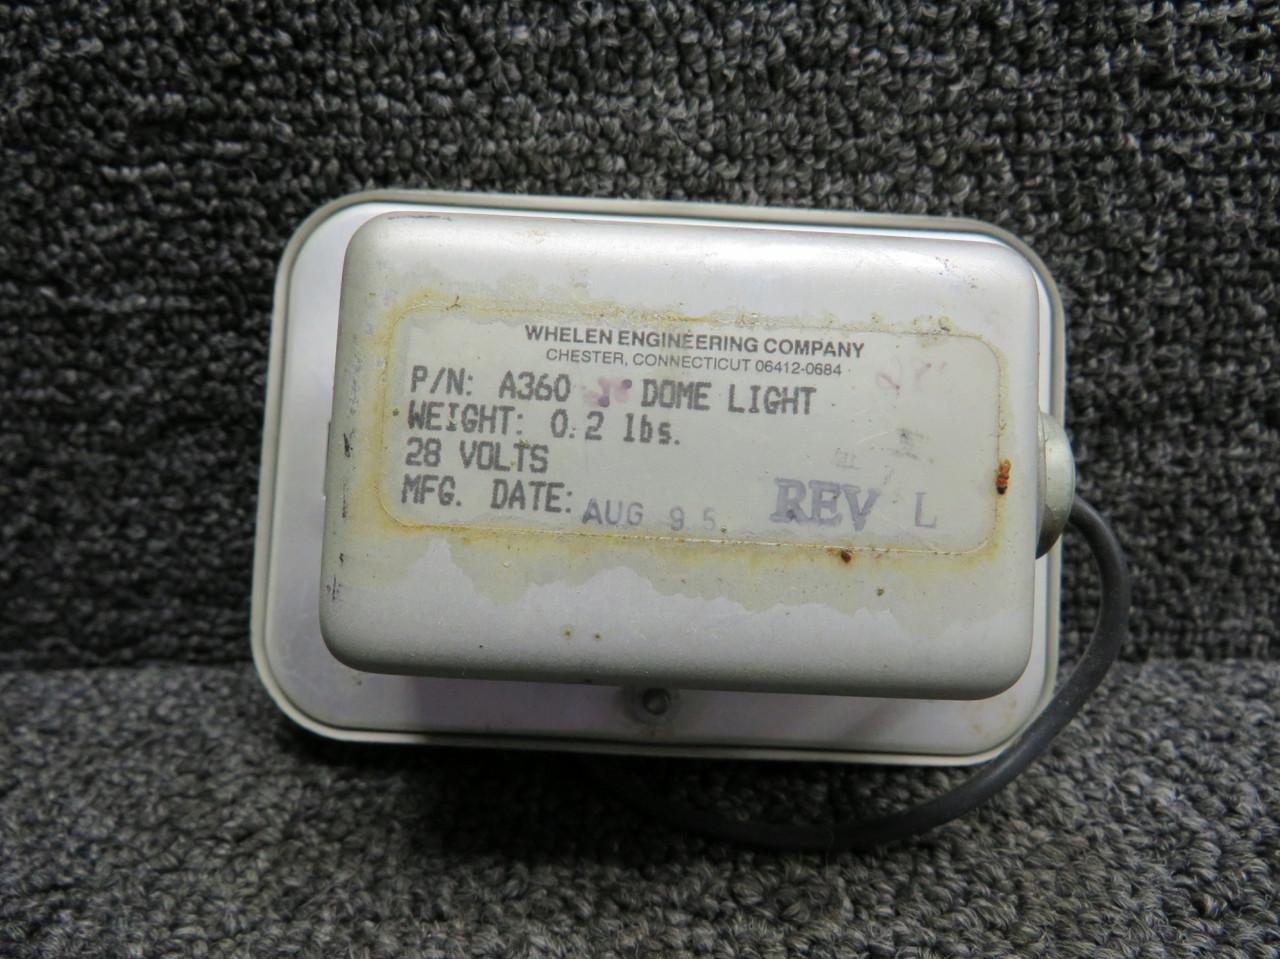 WHELEN ENGINEERING COMPANY
CHESTER, CONNECTICUT 06412-0684
P/N: A360 DOME LIGHT
WEIGHT: 0.2 lbs.
28 VOLTS
MFG. DATE: AUG 95 REV L